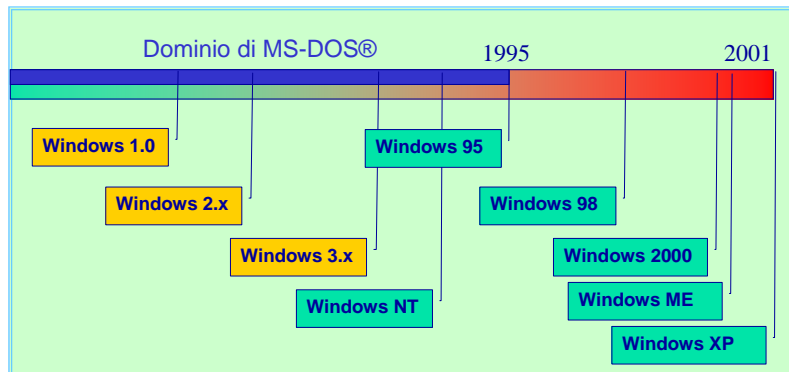 Dominio di MS-DOS®
1995
2001
Windows 1.0
Windows 95
Windows 2.x
Windows 98
Windows 3.x
Windows 2000
Windows NT
Windows ME
Windows XP